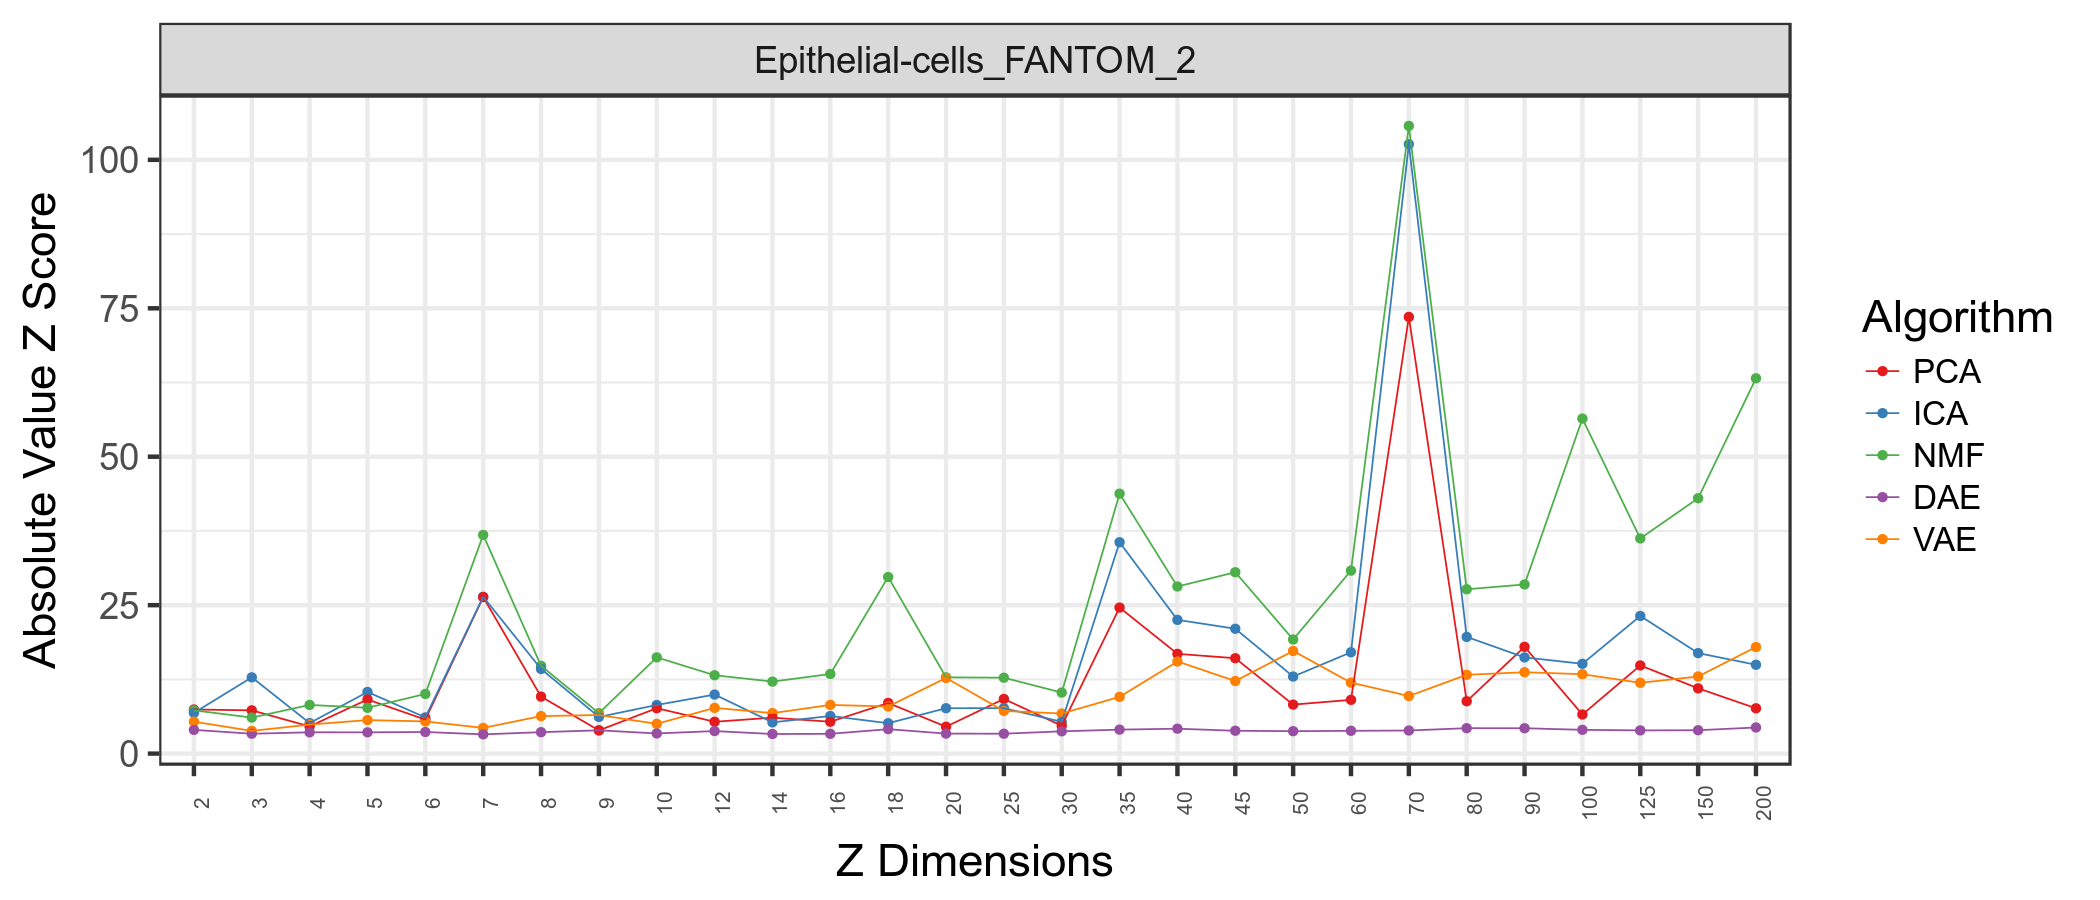 Epithelial-cells_FANTOM_2
Absolute Value Z Score
100
75
50
25
0
2 3 4 5 6 7 8 9 10 12 14 16 18 20 25 30 35 40 45 50 60 70 80 90 100 125 150 200
Z Dimensions
Algorithm
PCA
ICA
NMF
DAE
VAE